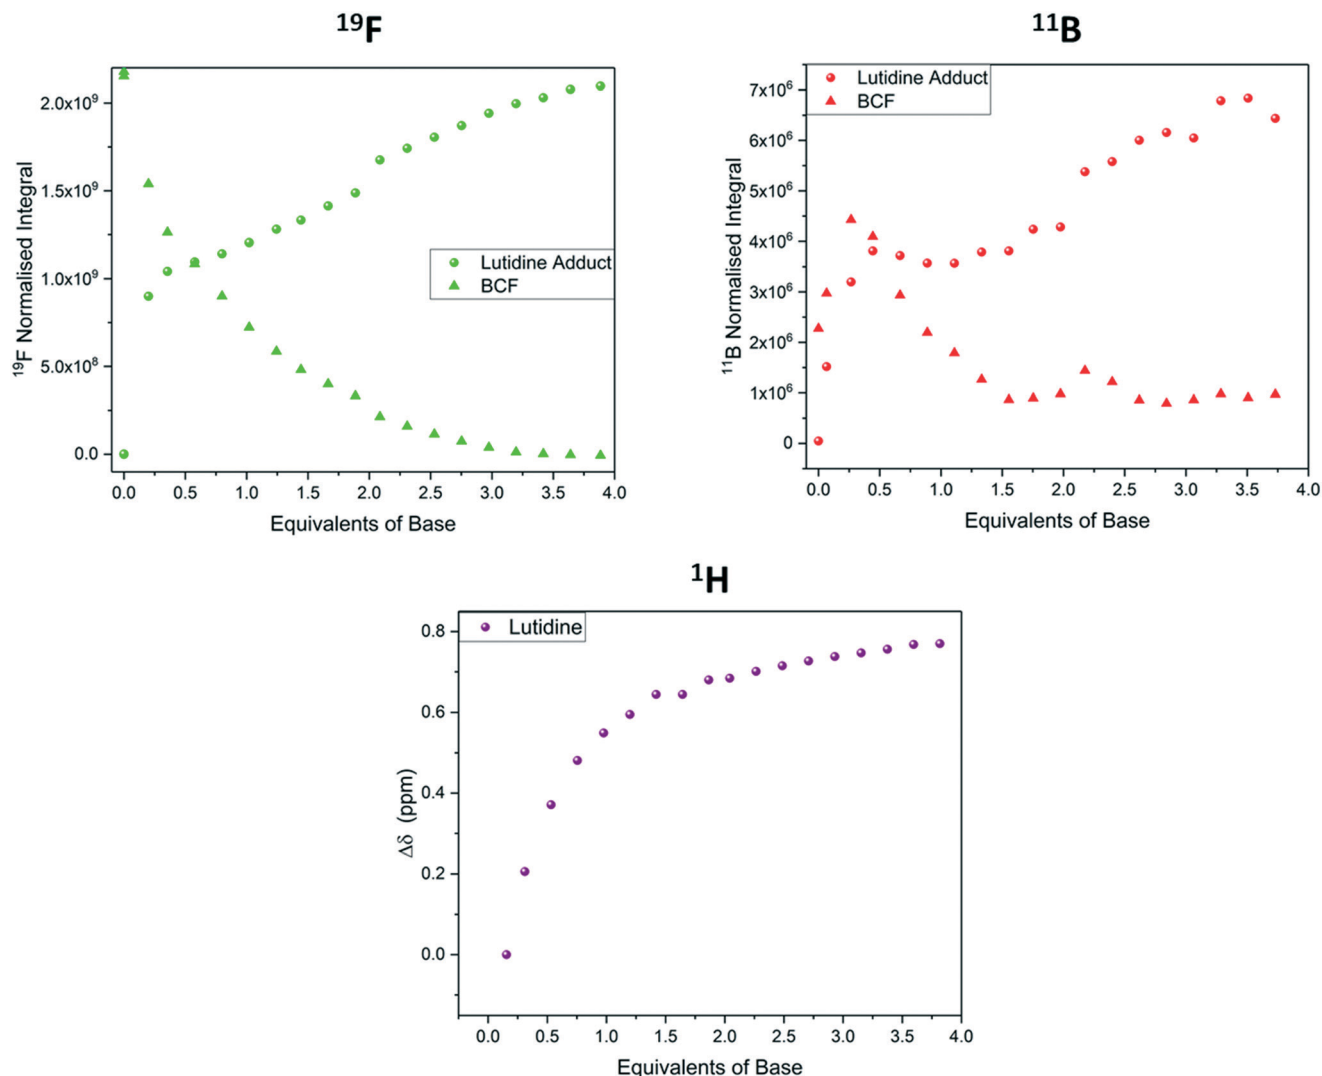 ¹⁹F
¹⁹F Normalised Integral
2.0x10⁹
1.5x10⁹
1.0x10⁹
5.0x10⁸
0.0
Lutidine Adduct
BCF
0.0 0.5 1.0 1.5 2.0 2.5 3.0 3.5 4.0
Equivalents of Base
¹¹B
¹¹B Normalised Integral
Lutidine Adduct
BCF
7x10⁶
6x10⁶
5x10⁶
4x10⁶
3x10⁶
2x10⁶
1x10⁶
0
0.0 0.5 1.0 1.5 2.0 2.5 3.0 3.5 4.0
Equivalents of Base
¹H
Δδ (ppm)
Lutidine
0.8
0.6
0.4
0.2
0.0
0.0 0.5 1.0 1.5 2.0 2.5 3.0 3.5 4.0
Equivalents of Base